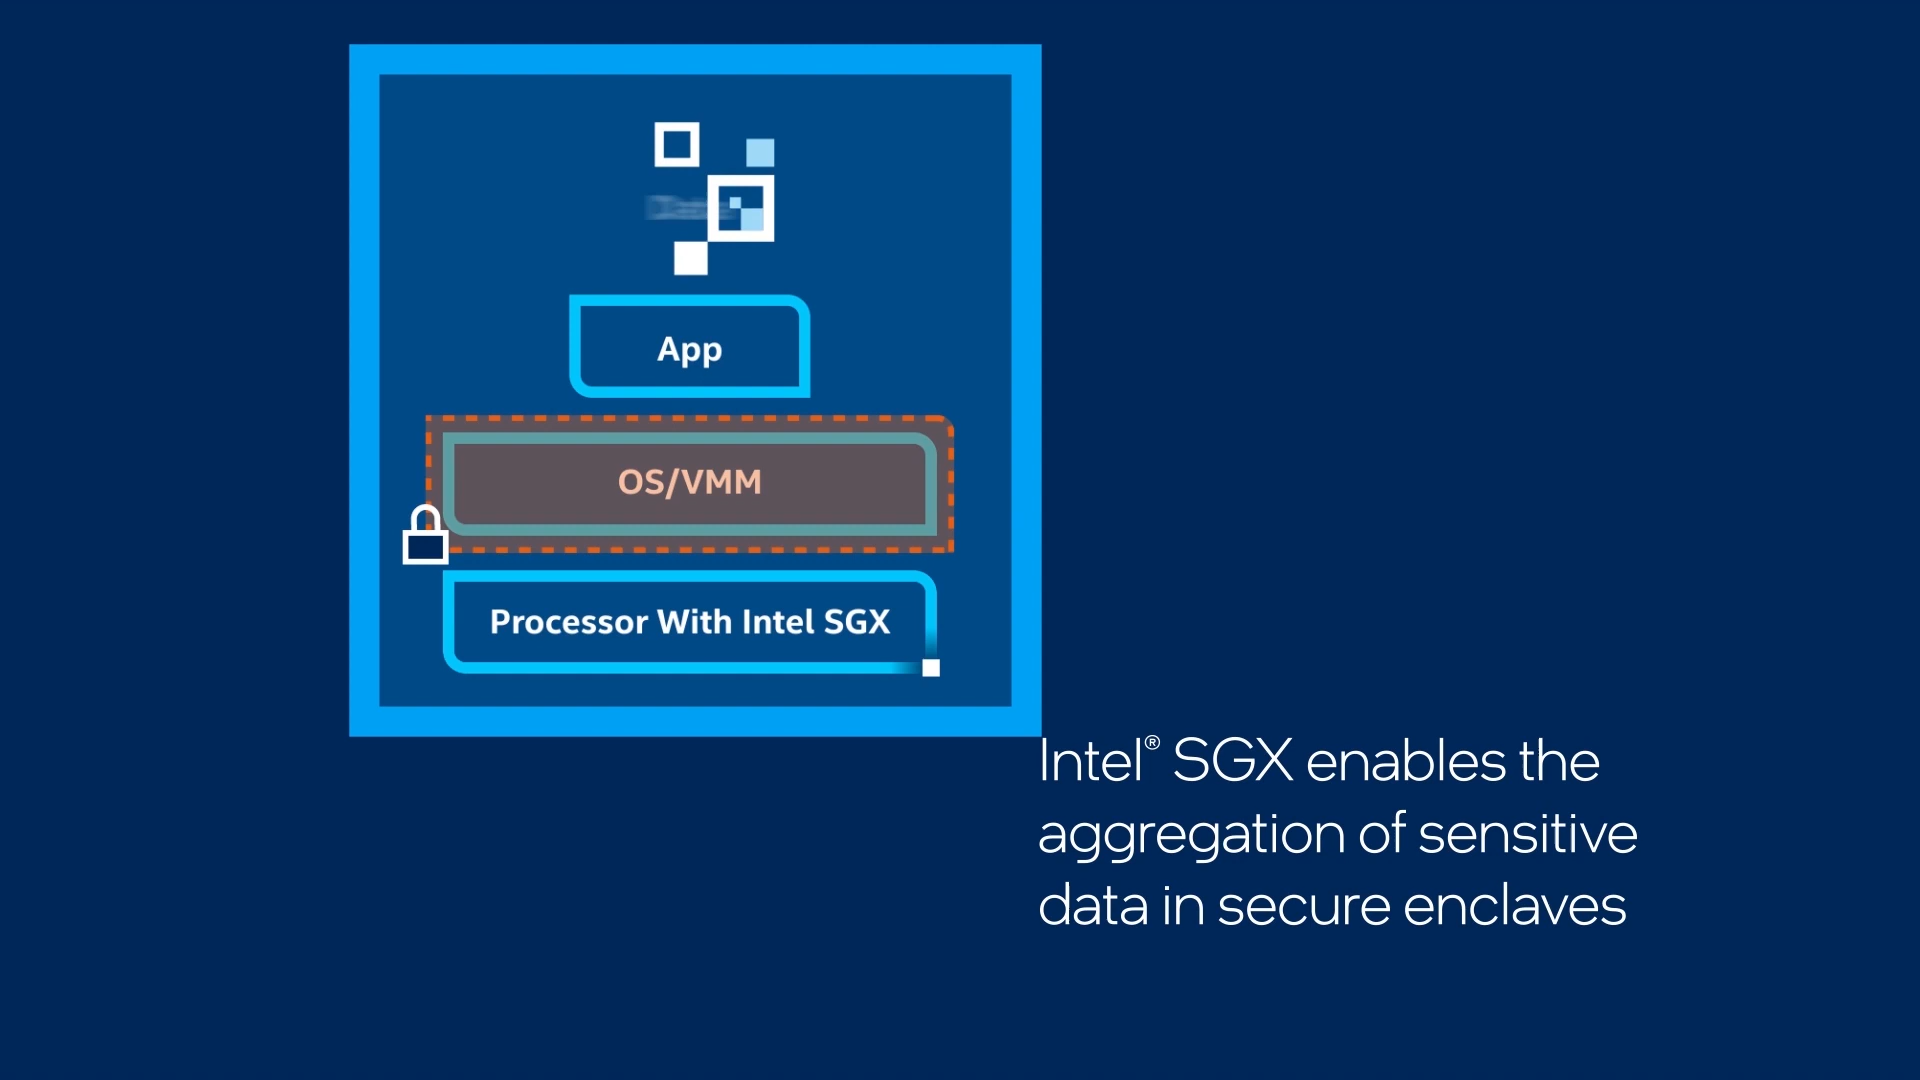 App
OS/VMM
Processor With Intel SGX
Intel® SGX enables the
aggregation of sensitive
data in secure enclaves